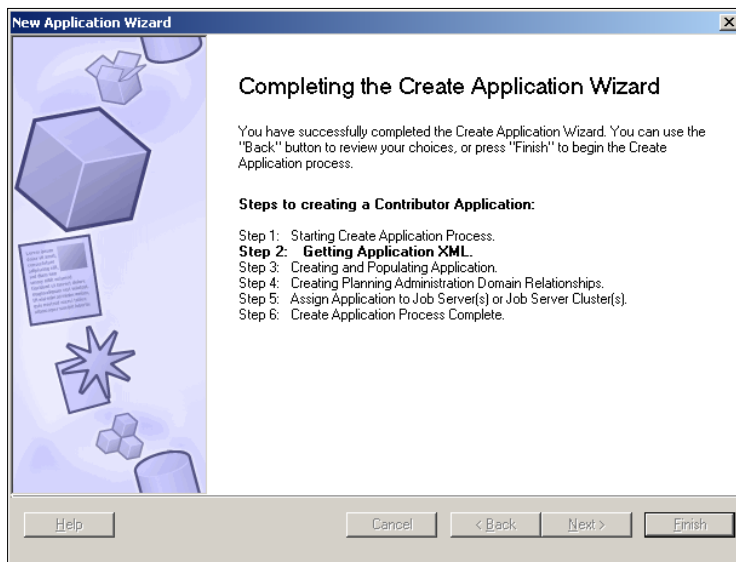 New Application Wizard
Completing the Create Application Wizard
You have successfully completed the Create Application Wizard. You can use the
"Back" button to review your choices, or press "Finish" to begin the Create
Application process.
Steps to creating a Contributor Application:
Step 1: Starting Create Application Process.
Step 2: Getting Application XML.
Step 3: Creating and Populating Application.
Step 4: Creating Planning Administration Domain Relationships.
Step 5: Assign Application to Job Server(s) or Job Server Cluster(s).
Step 6: Create Application Process Complete.
Help
Cancel
< Back
Next >
Finish